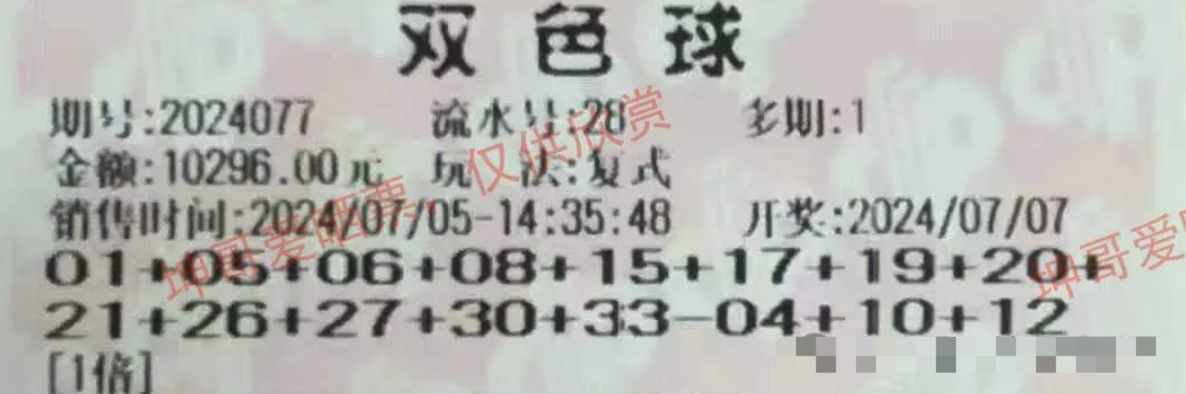 双色球
期号:2024077 流水号:28 多期:1
金额:10296.00元 玩 法:复式
销售时间:2024/07/05-14:35:48 开奖:2024/07/07
01+05+06+08+15+17+19+20+
21+26+27+30+33-04+10+12
[1倍]
坤哥爱晒票，仅供欣赏
坤哥爱